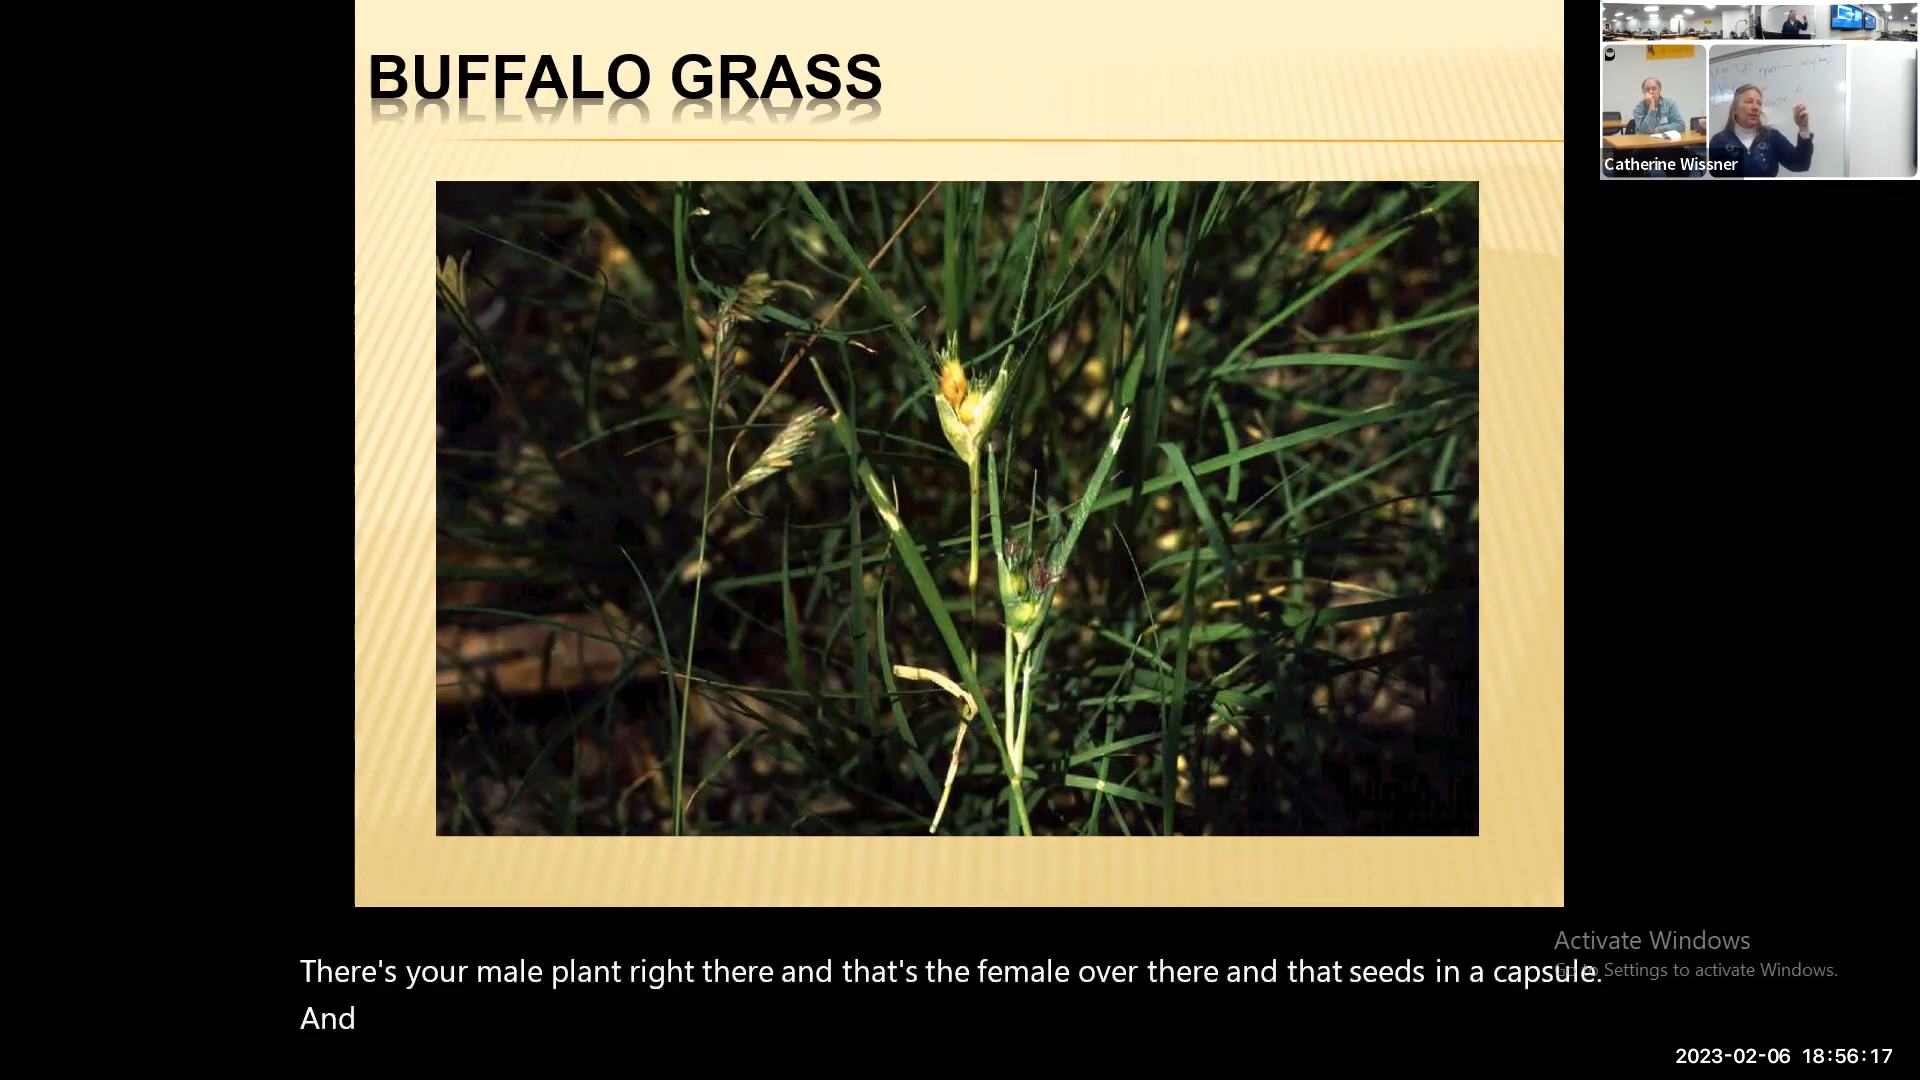 BUFFALO GRASS
Catherine Wissner
Activate Windows
Go to Settings to activate Windows.
There's your male plant right there and that's the female over there and that seeds in a capsule.
And
2023-02-06 18:56:17